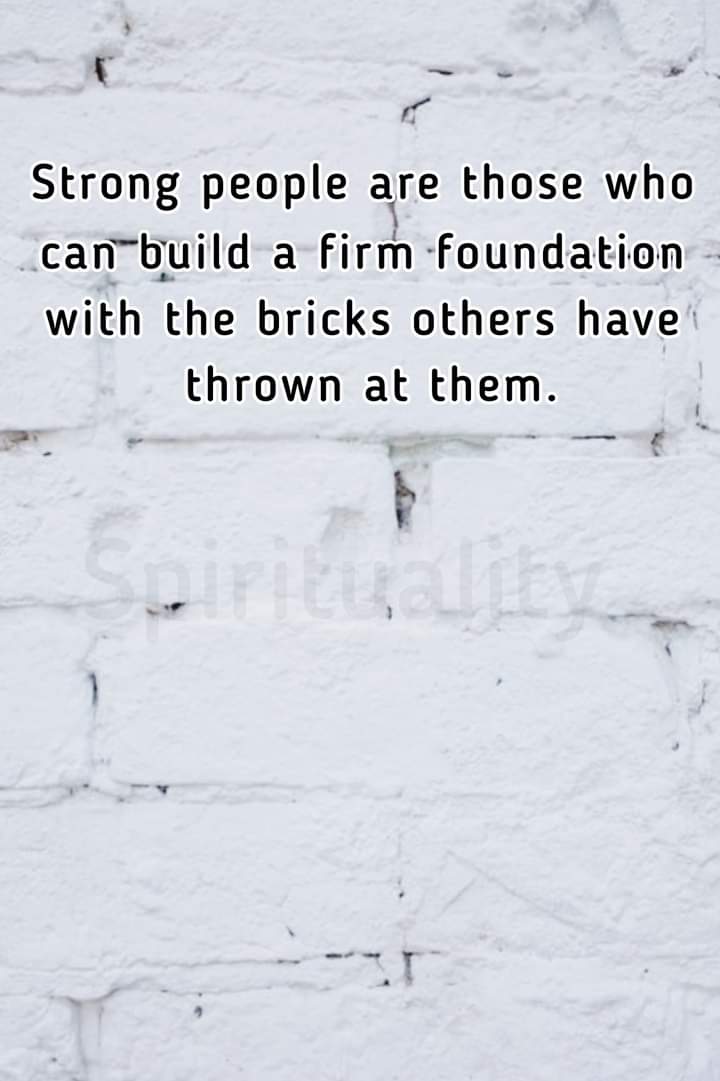 Strong people are those who
can build a firm foundation
with the bricks others have
thrown at them.
Spirituality